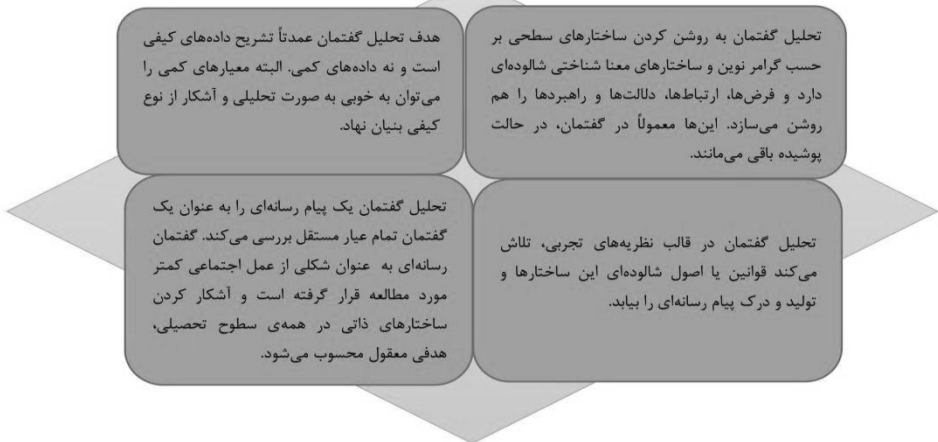 تحلیل گفتمان به روشن کردن ساختارهای سطحی بر
حسب گرامر نوین و ساختارهای معنا شناختی شالوده‌ای
دارد و فرض‌ها، ارتباط‌ها، دلالت‌ها و راهبردها را هم
روشن می‌سازد. این‌ها معمولاً در گفتمان، در حالت
پوشیده باقی می‌مانند.
هدف تحلیل گفتمان عمدتاً تشریح داده‌های کیفی
است و نه داده‌های کمی. البته معیارهای کمی را
می‌توان به خوبی به صورت تحلیلی و آشکار از نوع
کیفی بنیان نهاد.
تحلیل گفتمان در قالب نظریه‌های تجربی، تلاش
می‌کند قوانین یا اصول شالوده‌ای این ساختارها و
تولید و درک پیام رسانه‌ای را بیابد.
تحلیل گفتمان یک پیام رسانه‌ای را به عنوان یک
گفتمان تمام عیار مستقل بررسی می‌کند. گفتمان
رسانه‌ای به عنوان شکلی از عمل اجتماعی کمتر
مورد مطالعه قرار گرفته است و آشکار کردن
ساختارهای ذاتی در همه‌ی سطوح تحصیلی،
هدفی معقول محسوب می‌شود.